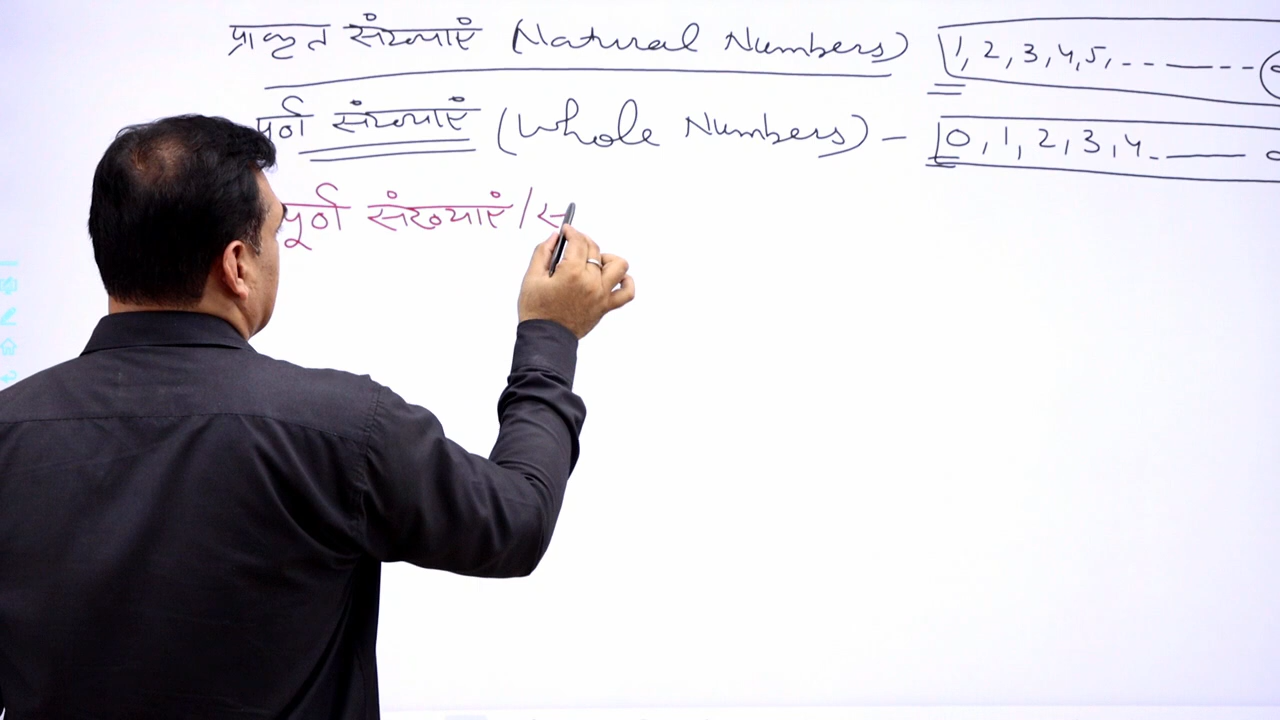 प्राकृत संख्याएं (Natural Numbers) 1, 2, 3, 4, 5, - - —— - - -
पूर्ण संख्याएं (Whole Numbers) – 0, 1, 2, 3, 4 - ——
पूर्ण संख्याएं /